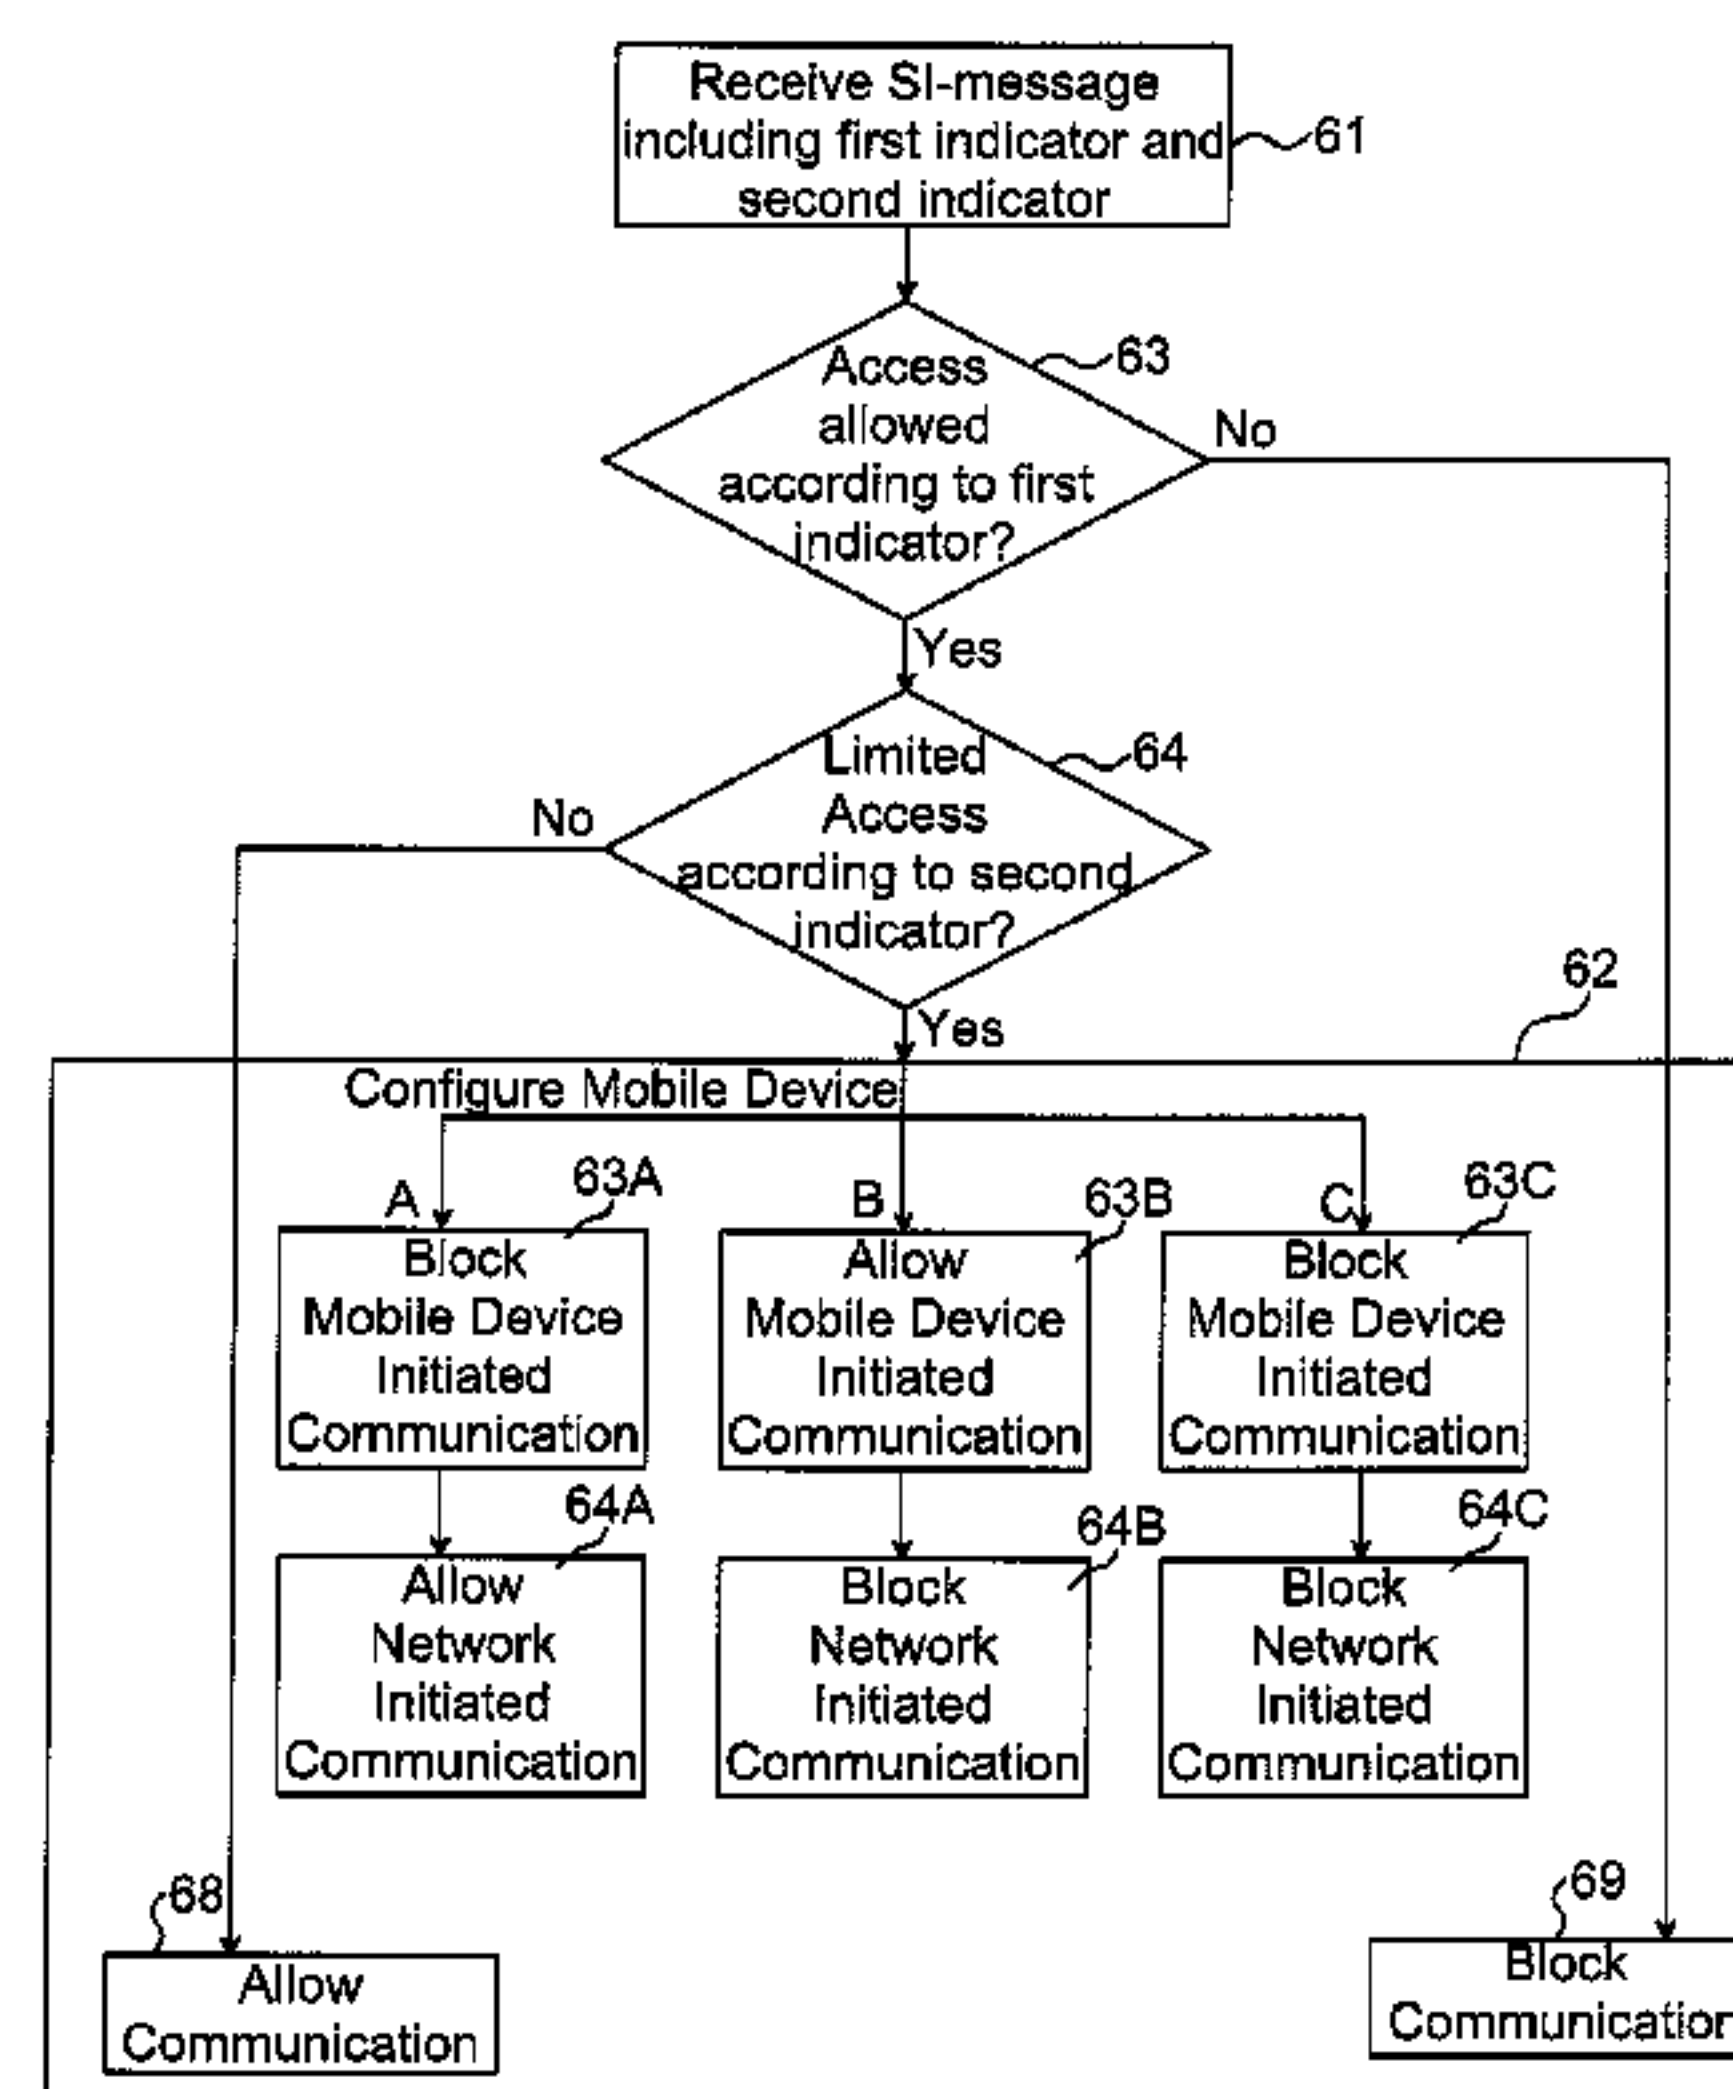 Receive SI-message
including first indicator and
second indicator
61
Access
allowed
according to first
indicator?
63
No
Yes
Limited
Access
according to second
indicator?
64
No
Yes
62
Configure Mobile Device
A
63A
Block
Mobile Device
Initiated
Communication
B
63B
Allow
Mobile Device
Initiated
Communication
C
63C
Block
Mobile Device
Initiated
Communication
64A
Allow
Network
Initiated
Communication
64B
Block
Network
Initiated
Communication
64C
Block
Network
Initiated
Communication
68
Allow
Communication
69
Block
Communication